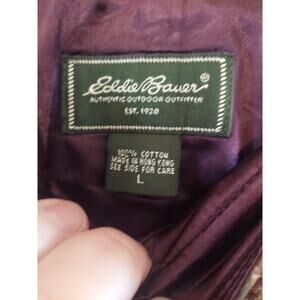 Eddie Bauer®
AUTHENTIC OUTDOOR OUTFITTER
EST. 1920
100% COTTON
MADE IN HONG KONG
SEE SIDE FOR CARE
L